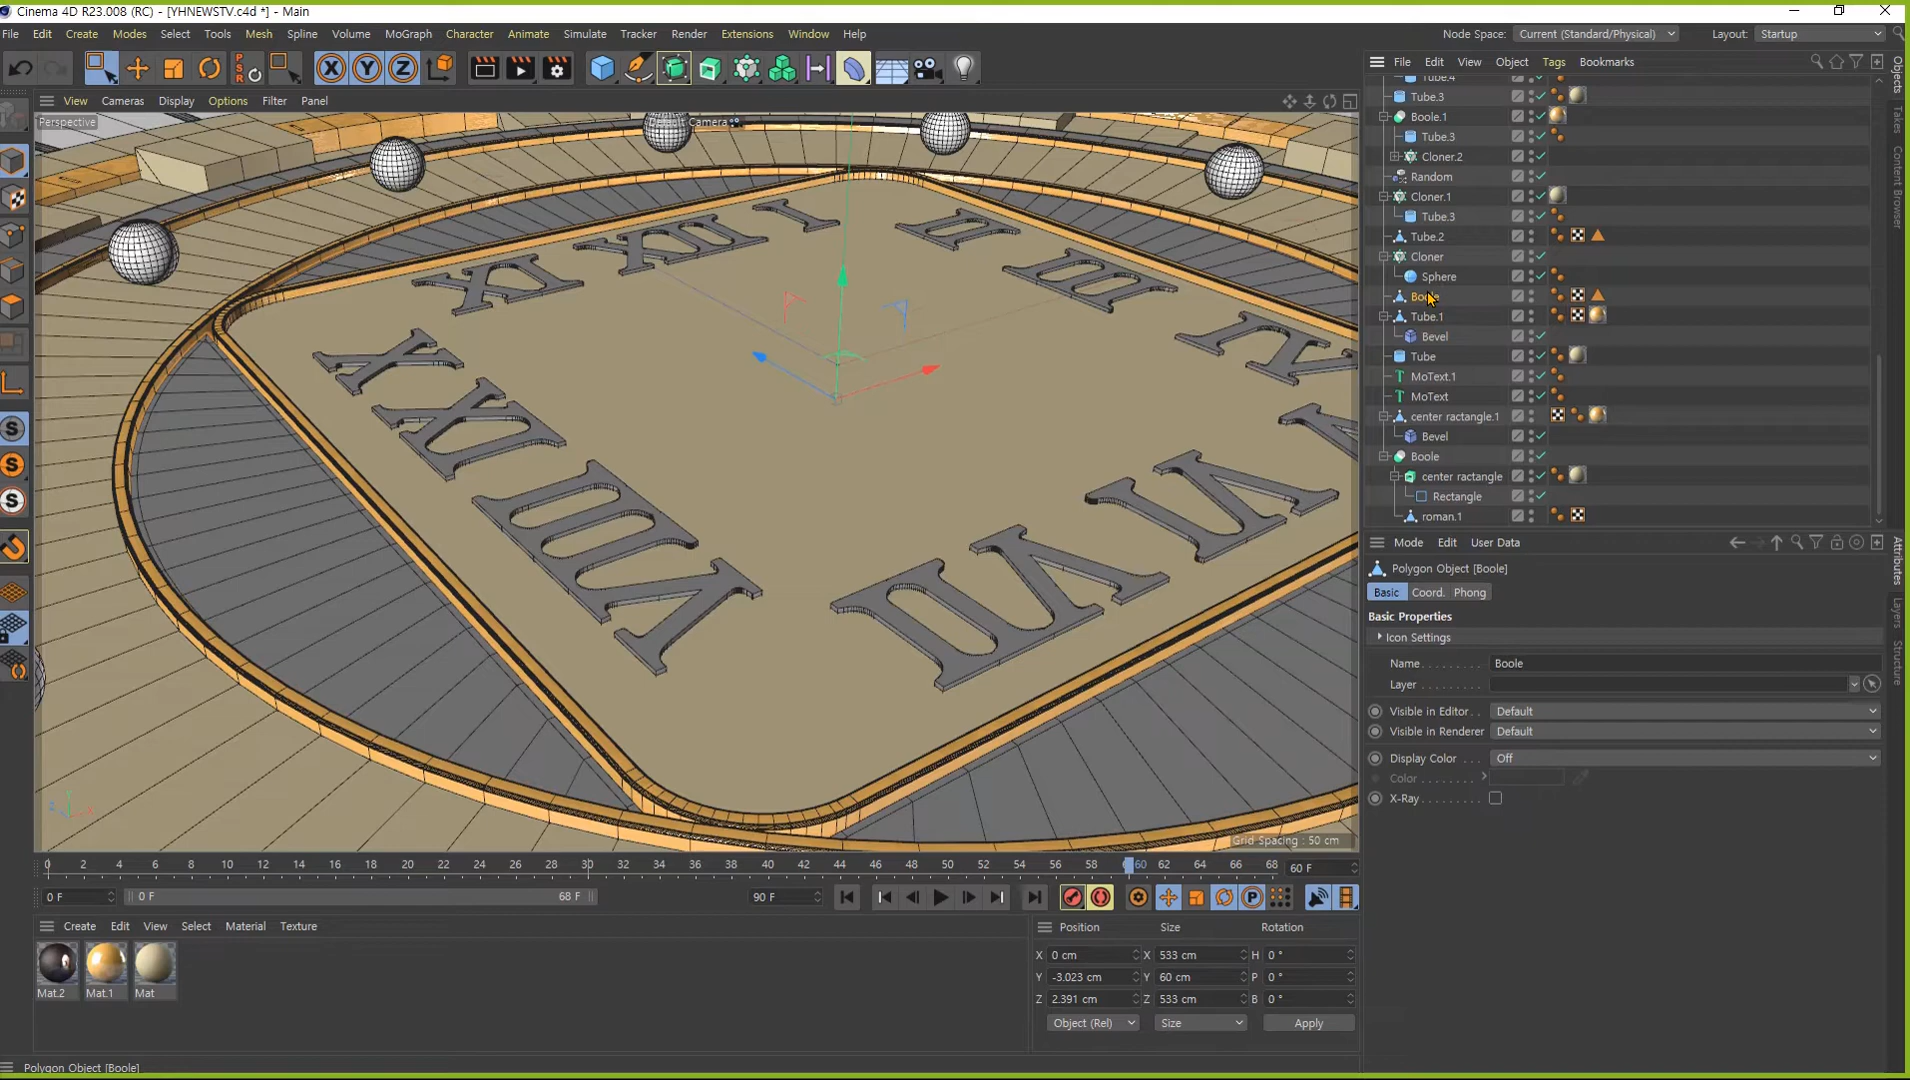 Cinema 4D R23.008 (RC) - [YHNEWSTV.c4d *] - Main
File Edit Create Modes Select Tools Mesh Spline Volume MoGraph Character Animate Simulate Tracker Render Extensions Window Help
Node Space: Current (Standard/Physical) Layout: Startup
X Y Z
File Edit View Object Tags Bookmarks
View Cameras Display Options Filter Panel
Perspective
Default Camera
Tube.4
Tube.3
Boole.1
Tube.3
Cloner.2
Random
Cloner.1
Tube.3
Tube.2
Cloner
Sphere
Boole
Tube.1
Bevel
Tube
MoText.1
MoText
center ractangle.1
Bevel
Boole
center ractangle
Rectangle
roman.1
Objects
Takes
Content Browser
Mode Edit User Data
Polygon Object [Boole]
Basic Coord. Phong
Basic Properties
Icon Settings
Name Boole
Layer
Visible in Editor Default
Visible in Renderer Default
Display Color Off
Color
X-Ray
Attributes
Layers
Structure
Grid Spacing : 50 cm
0 2 4 6 8 10 12 14 16 18 20 22 24 26 28 30 32 34 36 38 40 42 44 46 48 50 52 54 56 58 60 62 64 66 68 60 F
0 F 0 F 68 F 90 F
Create Edit View Select Material Texture
Mat.2 Mat.1 Mat
Position Size Rotation
X 0 cm X 533 cm H 0 °
Y -3.023 cm Y 60 cm P 0 °
Z 2.391 cm Z 533 cm B 0 °
Object (Rel) Size Apply
Polygon Object [Boole]